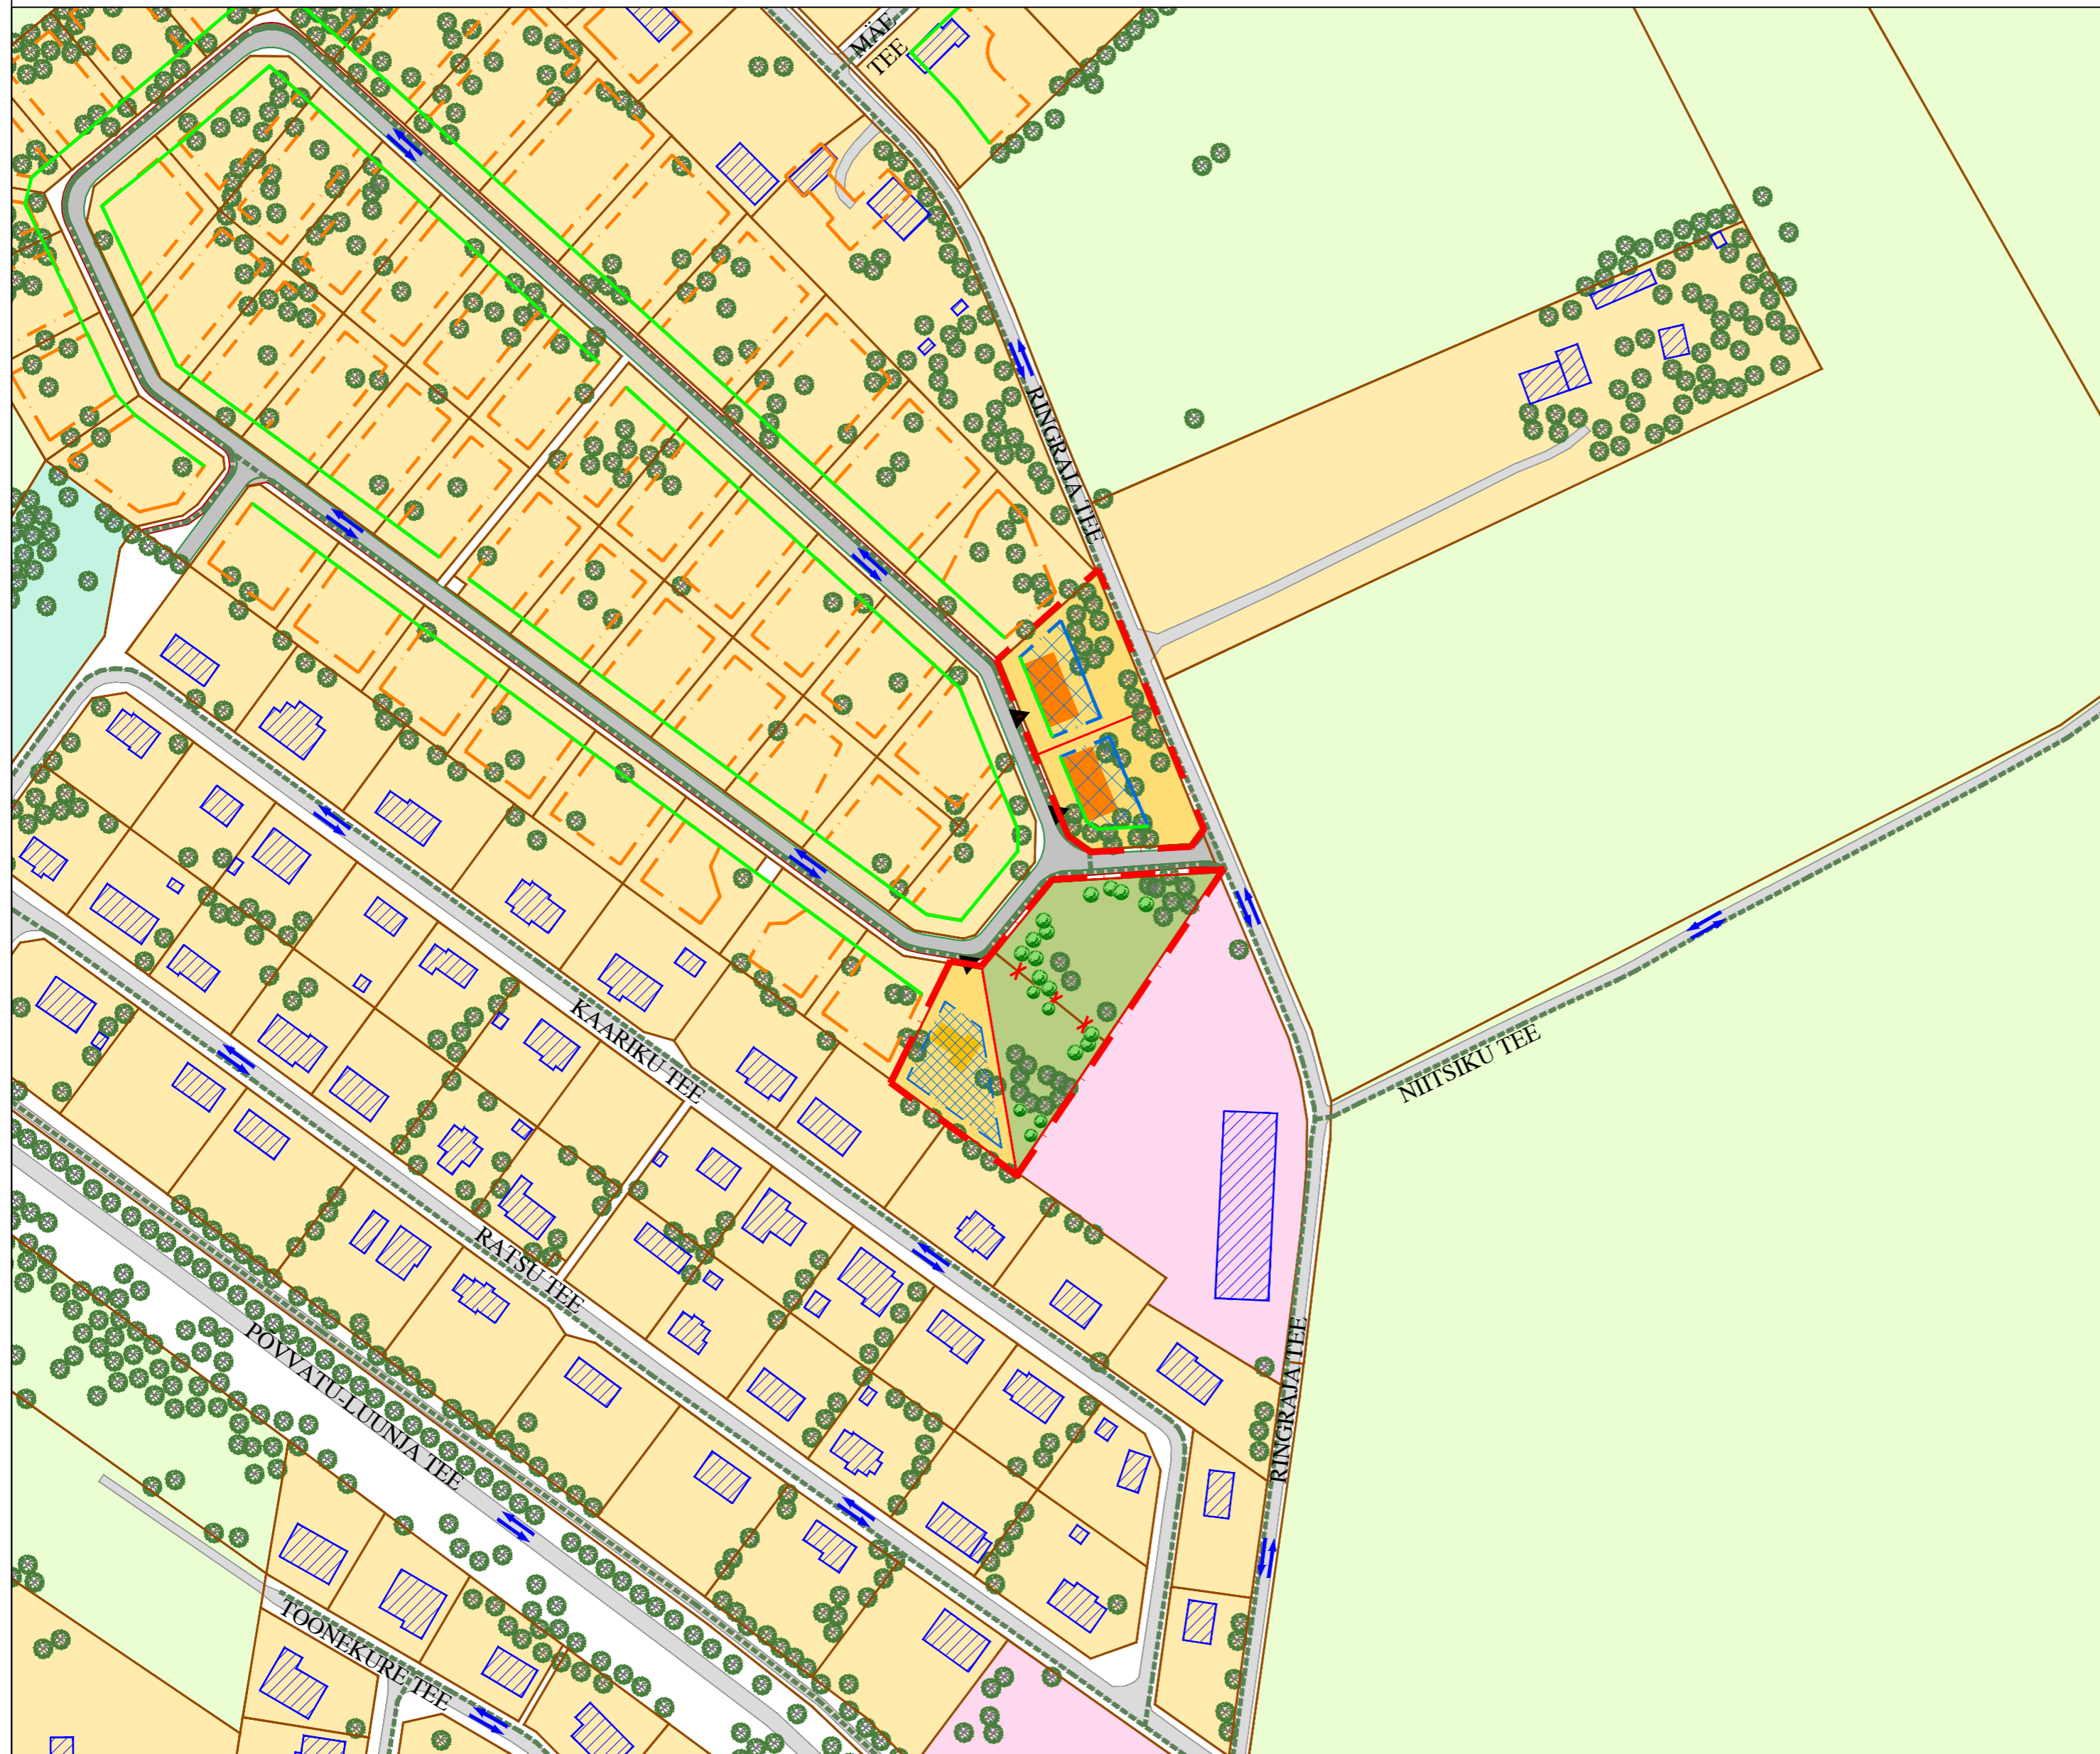 MÄE
TEE
RINGRAJA TEE
NIITSIKU TEE
KAARIKU TEE
RATSU TEE
PÕVVATU-LUUNJA TEE
RINGRAJA TEE
TOONEKURE TEE